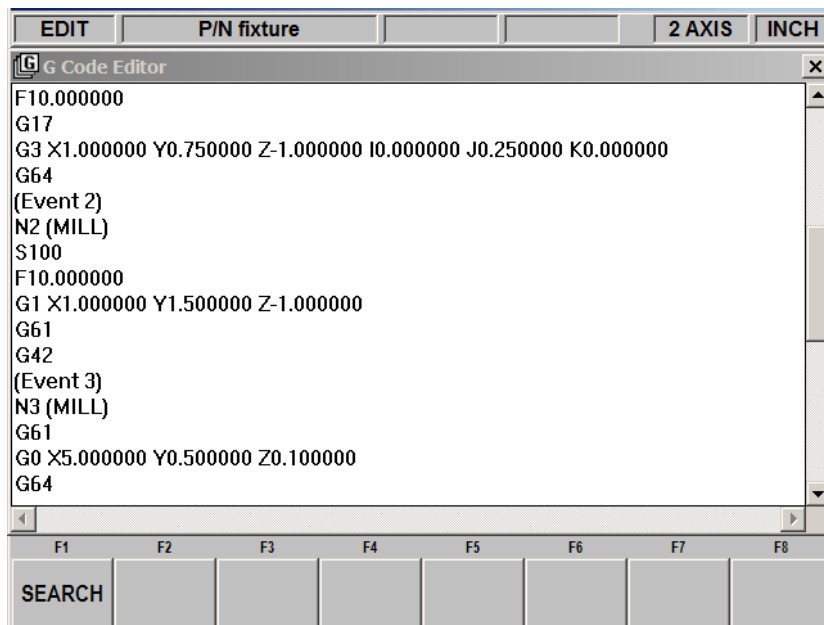 EDIT P/N fixture 2 AXIS INCH
G G Code Editor
F10.000000
G17
G3 X1.000000 Y0.750000 Z-1.000000 I0.000000 J0.250000 K0.000000
G64
(Event 2)
N2 (MILL)
S100
F10.000000
G1 X1.000000 Y1.500000 Z-1.000000
G61
G42
(Event 3)
N3 (MILL)
G61
G0 X5.000000 Y0.500000 Z0.100000
G64
F1 F2 F3 F4 F5 F6 F7 F8
SEARCH